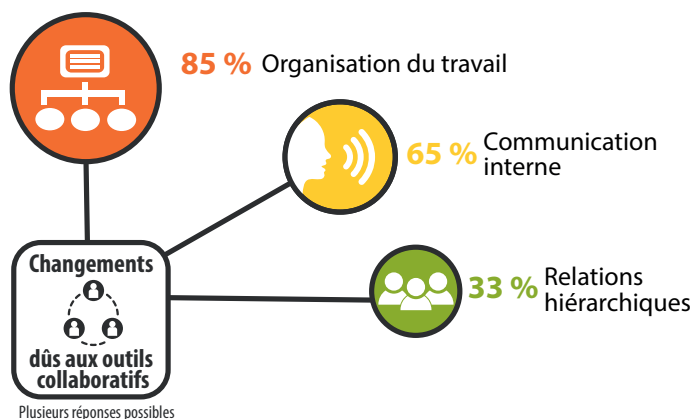 85 % Organisation du travail
65 % Communication
interne
33 % Relations
hiérarchiques
Changements
dûs aux outils
collaboratifs
Plusieurs réponses possibles